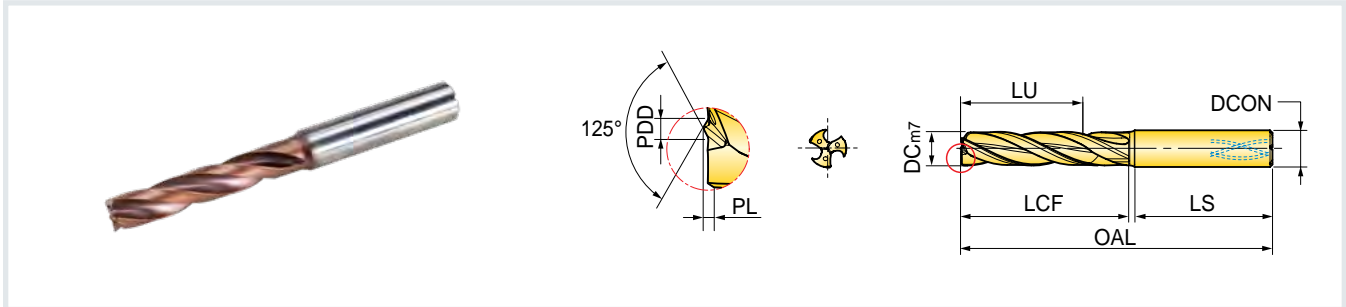 125°
PDD
PL
LU
DCON
DCm7
LCF
LS
OAL